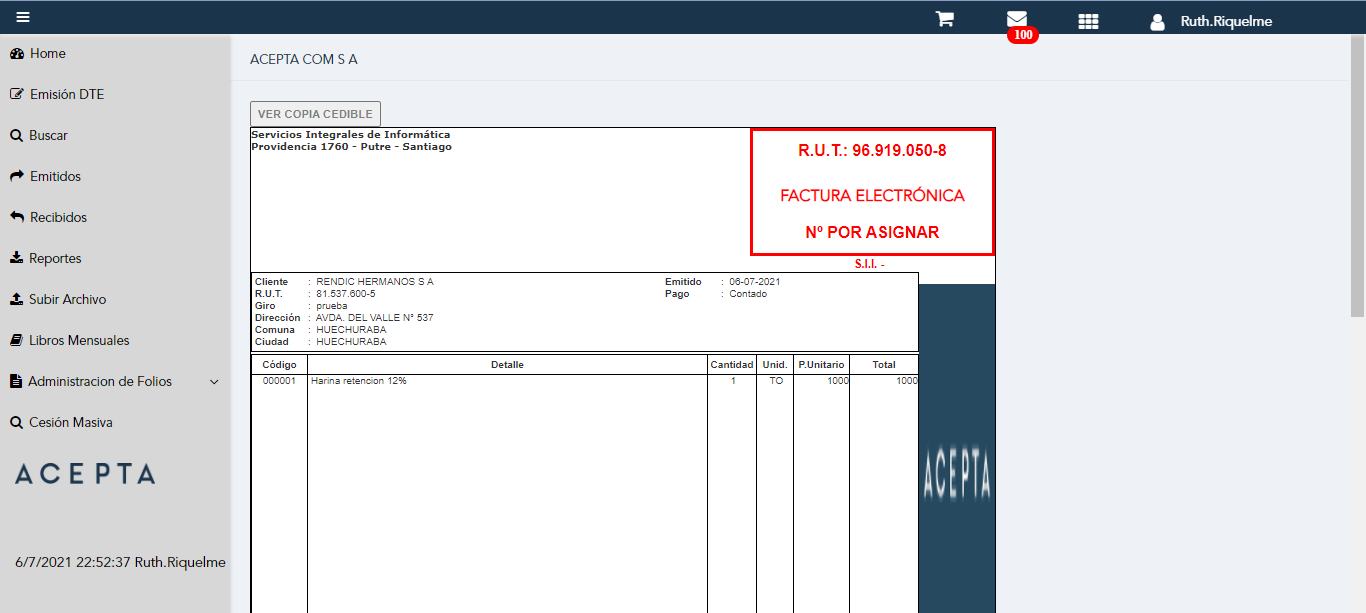 Ruth.Riquelme
100
Home
Emisión DTE
Buscar
Emitidos
Recibidos
Reportes
Subir Archivo
Libros Mensuales
Administracion de Folios
Cesión Masiva
ACEPTA
6/7/2021 22:52:37 Ruth.Riquelme
ACEPTA COM S A
VER COPIA CEDIBLE
Servicios Integrales de Informática
Providencia 1760 - Putre - Santiago
R.U.T.: 96.919.050-8
FACTURA ELECTRÓNICA
Nº POR ASIGNAR
S.I.I. -
Cliente : RENDIC HERMANOS S A Emitido : 06-07-2021
R.U.T. : 81.537.600-5 Pago : Contado
Giro : prueba
Dirección : AVDA. DEL VALLE N° 537
Comuna : HUECHURABA
Ciudad : HUECHURABA
Código Detalle Cantidad Unid. P.Unitario Total
000001 Harina retencion 12% 1 TO 1000 1000
ACEPTA